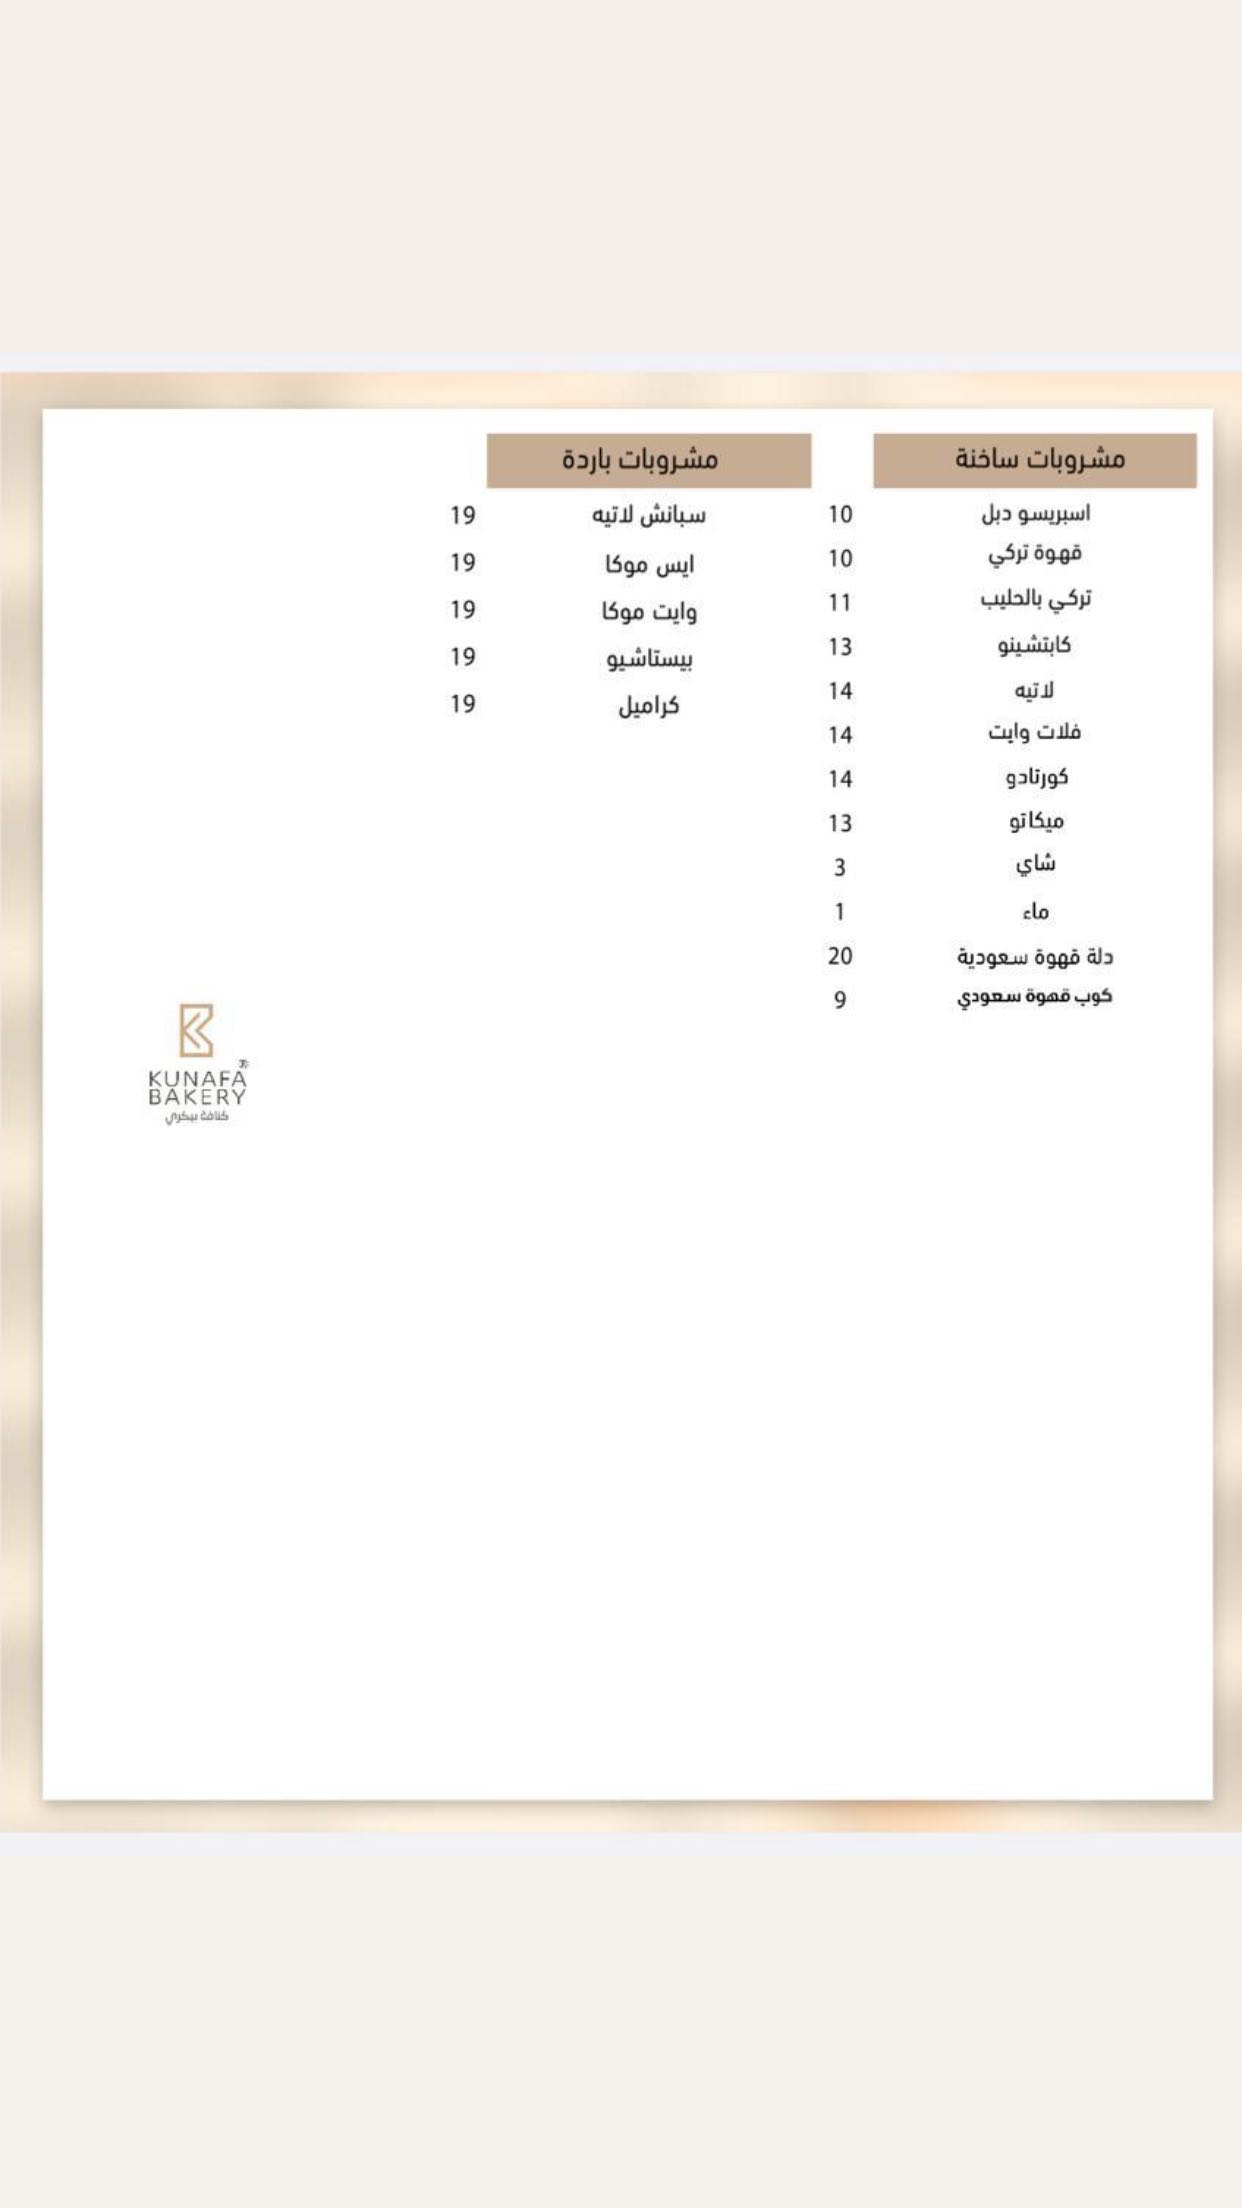 مشروبات ساخنة
اسبريسو دبل 10
قهوة تركي 10
تركي بالحليب 11
كابتشينو 13
لاتيه 14
فلات وايت 14
كورتادو 14
ميكاتو 13
شاي 3
ماء 1
دلة قهوة سعودية 20
كوب قهوة سعودي 9
مشروبات باردة
سبانش لاتيه 19
ايس موكا 19
وايت موكا 19
بيستاشيو 19
كراميل 19
KUNAFA
BAKERY
كنافة بيكري